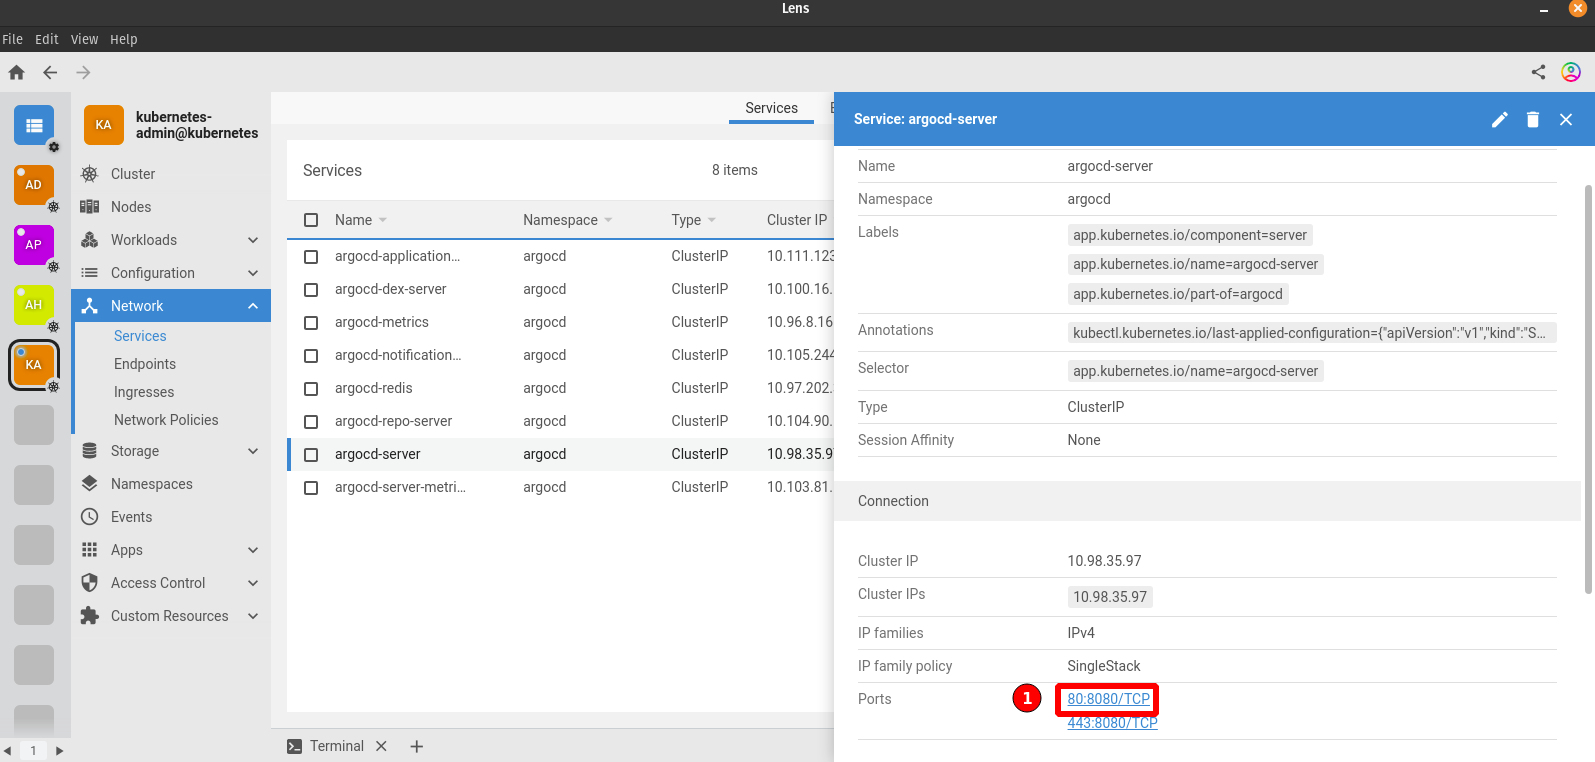 Lens
File Edit View Help
KA
kubernetes-
admin@kubernetes
AD
AP
AH
KA
1
Cluster
Nodes
Workloads
Configuration
Network
Services
Endpoints
Ingresses
Network Policies
Storage
Namespaces
Events
Apps
Access Control
Custom Resources
Services
Services 8 items
Name Namespace Type Cluster IP
argocd-application… argocd ClusterIP 10.111.123
argocd-dex-server argocd ClusterIP 10.100.16.
argocd-metrics argocd ClusterIP 10.96.8.16
argocd-notification… argocd ClusterIP 10.105.244
argocd-redis argocd ClusterIP 10.97.202.
argocd-repo-server argocd ClusterIP 10.104.90.
argocd-server argocd ClusterIP 10.98.35.9
argocd-server-metri… argocd ClusterIP 10.103.81.
Terminal
Service: argocd-server
Name argocd-server
Namespace argocd
Labels app.kubernetes.io/component=server
app.kubernetes.io/name=argocd-server
app.kubernetes.io/part-of=argocd
Annotations kubectl.kubernetes.io/last-applied-configuration={"apiVersion":"v1","kind":"S…
Selector app.kubernetes.io/name=argocd-server
Type ClusterIP
Session Affinity None
Connection
Cluster IP 10.98.35.97
Cluster IPs 10.98.35.97
IP families IPv4
IP family policy SingleStack
Ports 1 80:8080/TCP
443:8080/TCP